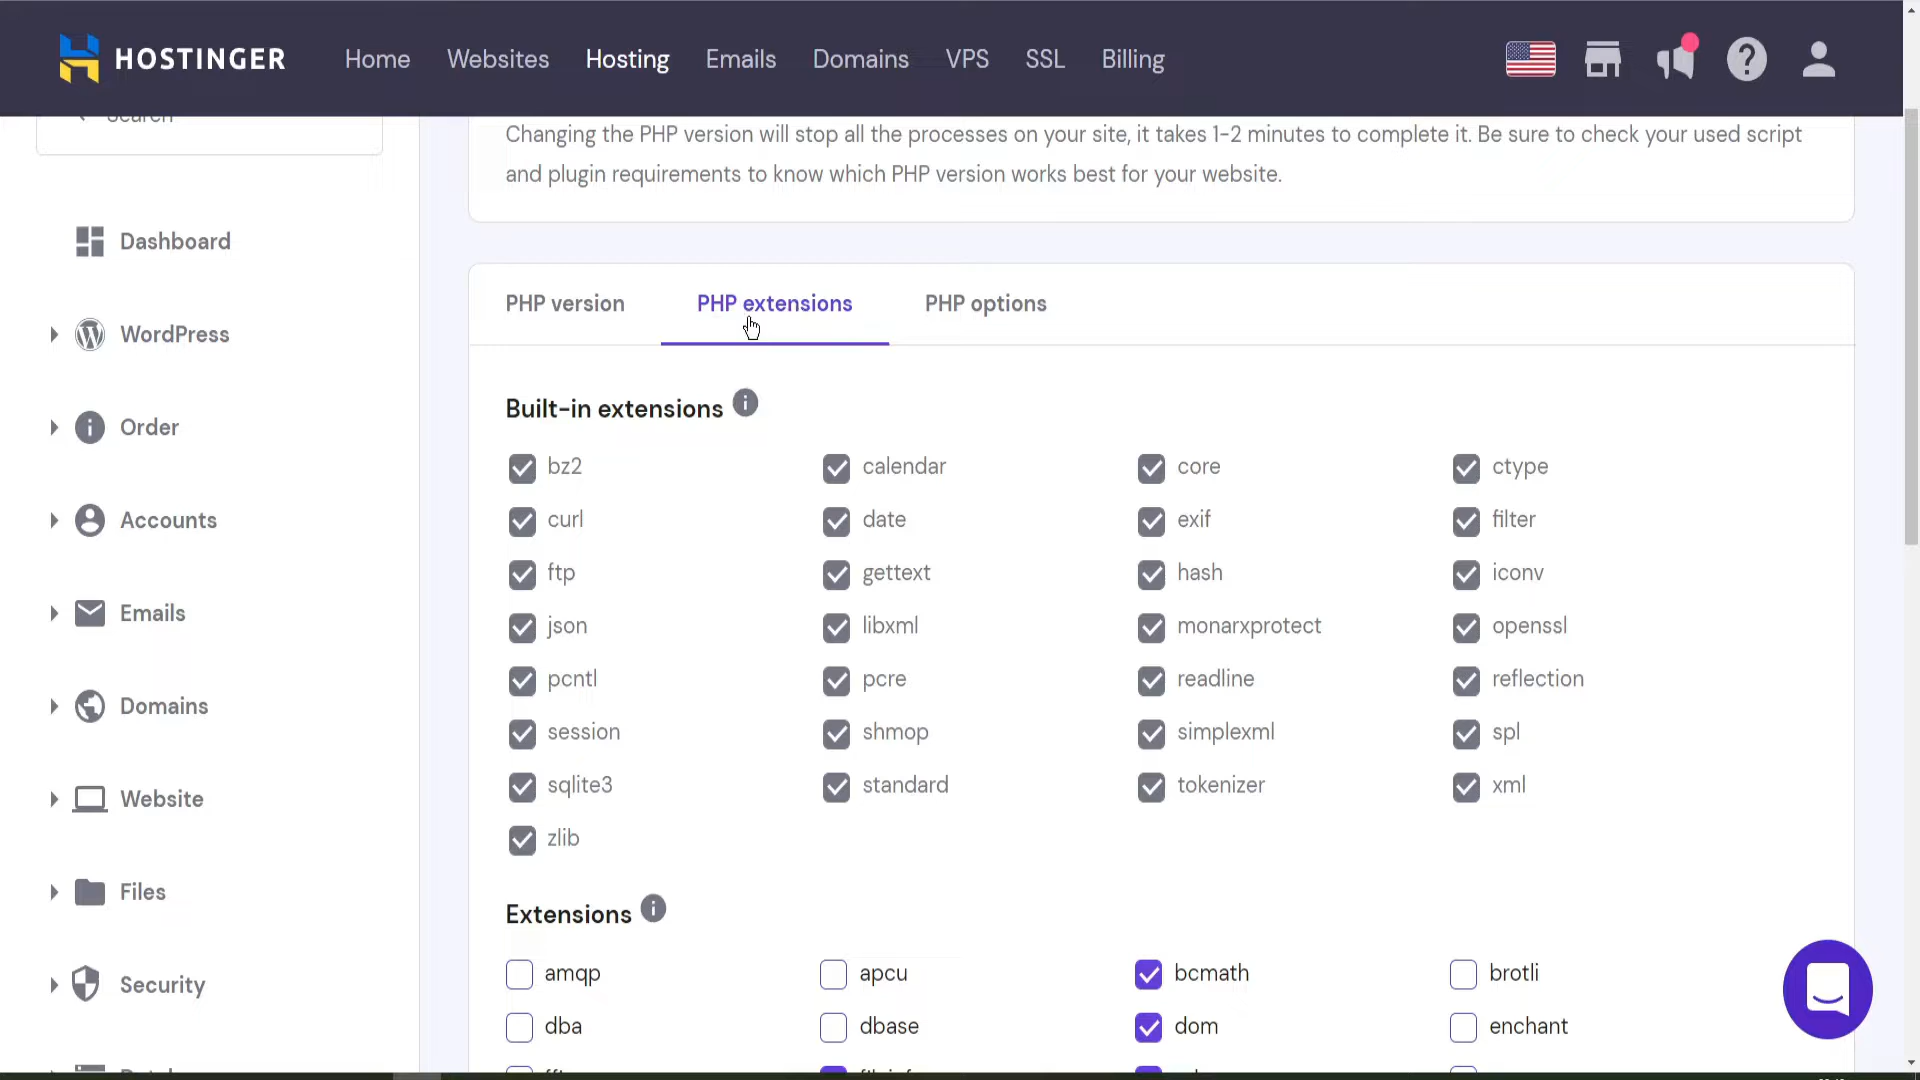 HOSTINGER Home Websites Hosting Emails Domains VPS SSL Billing
Search
Changing the PHP version will stop all the processes on your site, it takes 1-2 minutes to complete it. Be sure to check your used script
and plugin requirements to know which PHP version works best for your website.
Dashboard
WordPress
Order
Accounts
Emails
Domains
Website
Files
Security
PHP version PHP extensions PHP options
Built-in extensions
bz2 calendar core ctype
curl date exif filter
ftp gettext hash iconv
json libxml monarxprotect openssl
pcntl pcre readline reflection
session shmop simplexml spl
sqlite3 standard tokenizer xml
zlib
Extensions
amqp apcu bcmath brotli
dba dbase dom enchant